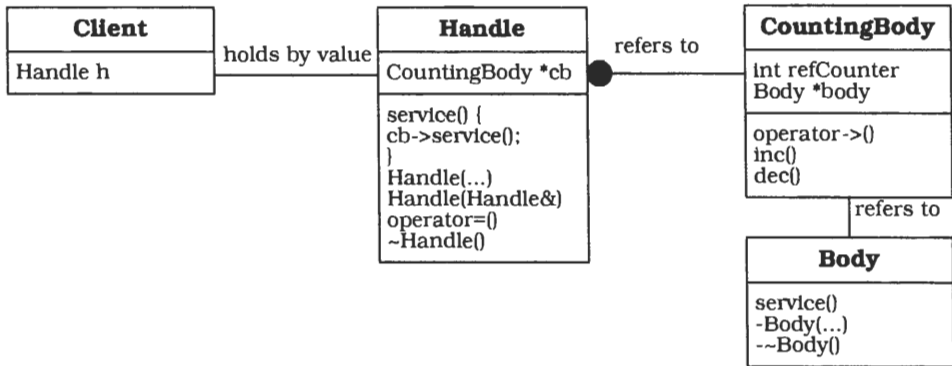 Client
Handle h
holds by value
Handle
CountingBody *cb
service() {
cb->service();
}
Handle(...)
Handle(Handle&)
operator=()
~Handle()
refers to
CountingBody
int refCounter
Body *body
operator->()
inc()
dec()
refers to
Body
service()
-Body(...)
-~Body()